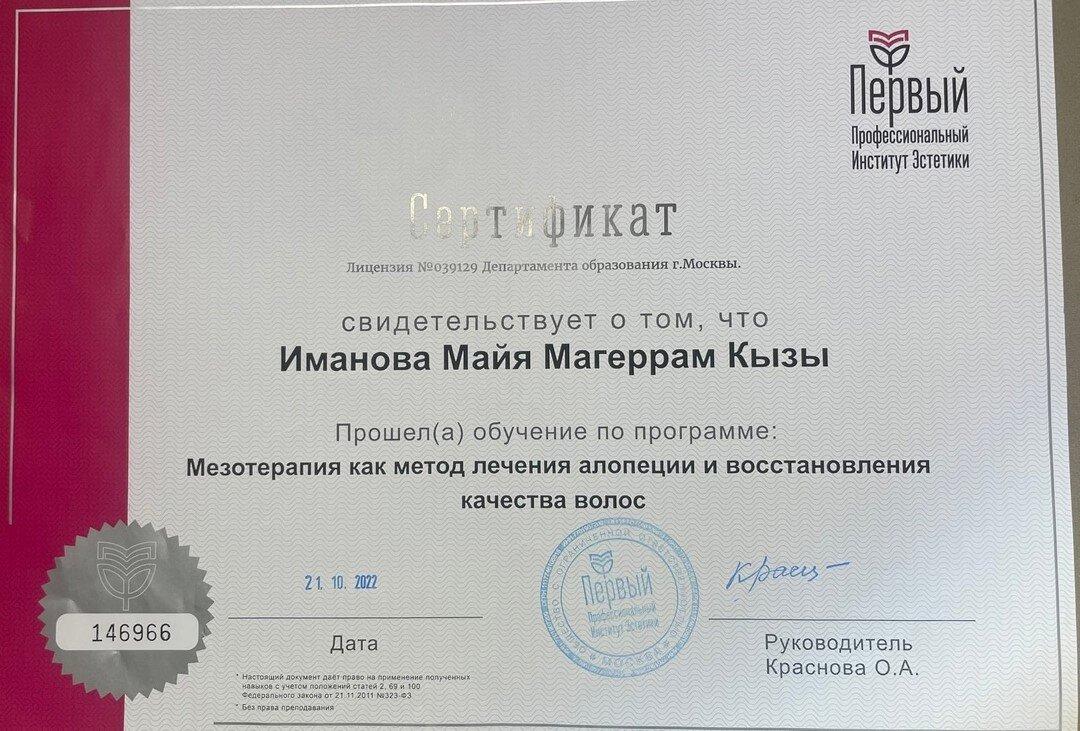 Первый
Профессиональный
Институт Эстетики
Сертификат
Лицензия №039129 Департамента образования г.Москвы.
свидетельствует о том, что
Иманова Майя Магеррам Кызы
Прошел(а) обучение по программе:
Мезотерапия как метод лечения алопеции и восстановления
качества волос
21. 10. 2022
Первый
Профессиональный
Институт Эстетики
ОБЩЕСТВО С ОГРАНИЧЕННОЙ ОТВЕТСТВЕННОСТЬЮ
МОСКВА
146966
Дата
Руководитель
Краснова О.А.
* Настоящий документ даёт право на применение полученных
навыков с учетом положений статей 2, 69 и 100
Федерального закона от 21.11.2011 №323-ФЗ
* Без права преподавания